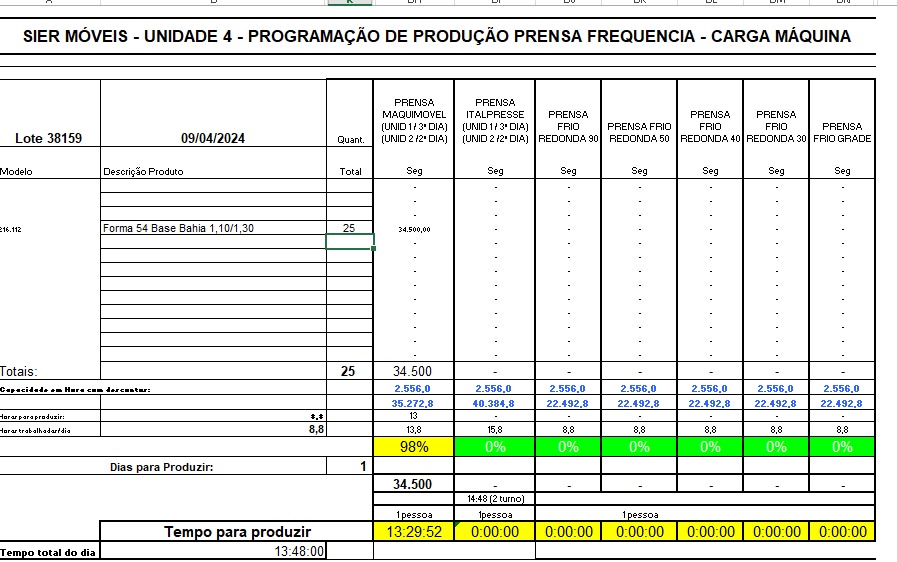 SIER MÓVEIS - UNIDADE 4 - PROGRAMAÇÃO DE PRODUÇÃO PRENSA FREQUENCIA - CARGA MÁQUINA
Lote 38159 09/04/2024 Quant. PRENSA MAQUIMOVEL (UNID 1/ 3ª DIA) (UNID 2 /2ª DIA) PRENSA ITALPRESSE (UNID 1/ 3ª DIA) (UNID 2 /2ª DIA) PRENSA FRIO REDONDA 90 PRENSA FRIO REDONDA 50 PRENSA FRIO REDONDA 40 PRENSA FRIO REDONDA 30 PRENSA FRIO GRADE
Modelo Descrição Produto Total Seg Seg Seg Seg Seg Seg Seg
- - - - - - -
- - - - - - -
- - - - - - -
216.112 Forma 54 Base Bahia 1,10/1,30 25 34.500,00 - - - - - -
- - - - - - -
- - - - - - -
- - - - - - -
- - - - - - -
- - - - - - -
- - - - - - -
- - - - - - -
- - - - - - -
- - - - - - -
Totais: 25 34.500 - - - - - -
Capacidade em Hora com descontos: 2.556,0 2.556,0 2.556,0 2.556,0 2.556,0 2.556,0 2.556,0
35.272,8 40.384,8 22.492,8 22.492,8 22.492,8 22.492,8 22.492,8
Horas para produzir: 13 - - - - - -
Horas trabalhadas/dia 8,8 13,8 15,8 8,8 8,8 8,8 8,8 8,8
98% 0% 0% 0% 0% 0% 0%
Dias para Produzir: 1
34.500 - - - - - -
14:48 (2 turno)
1 pessoa 1 pessoa 1 pessoa
Tempo para produzir 13:29:52 0:00:00 0:00:00 0:00:00 0:00:00 0:00:00 0:00:00
Tempo total do dia 13:48:00